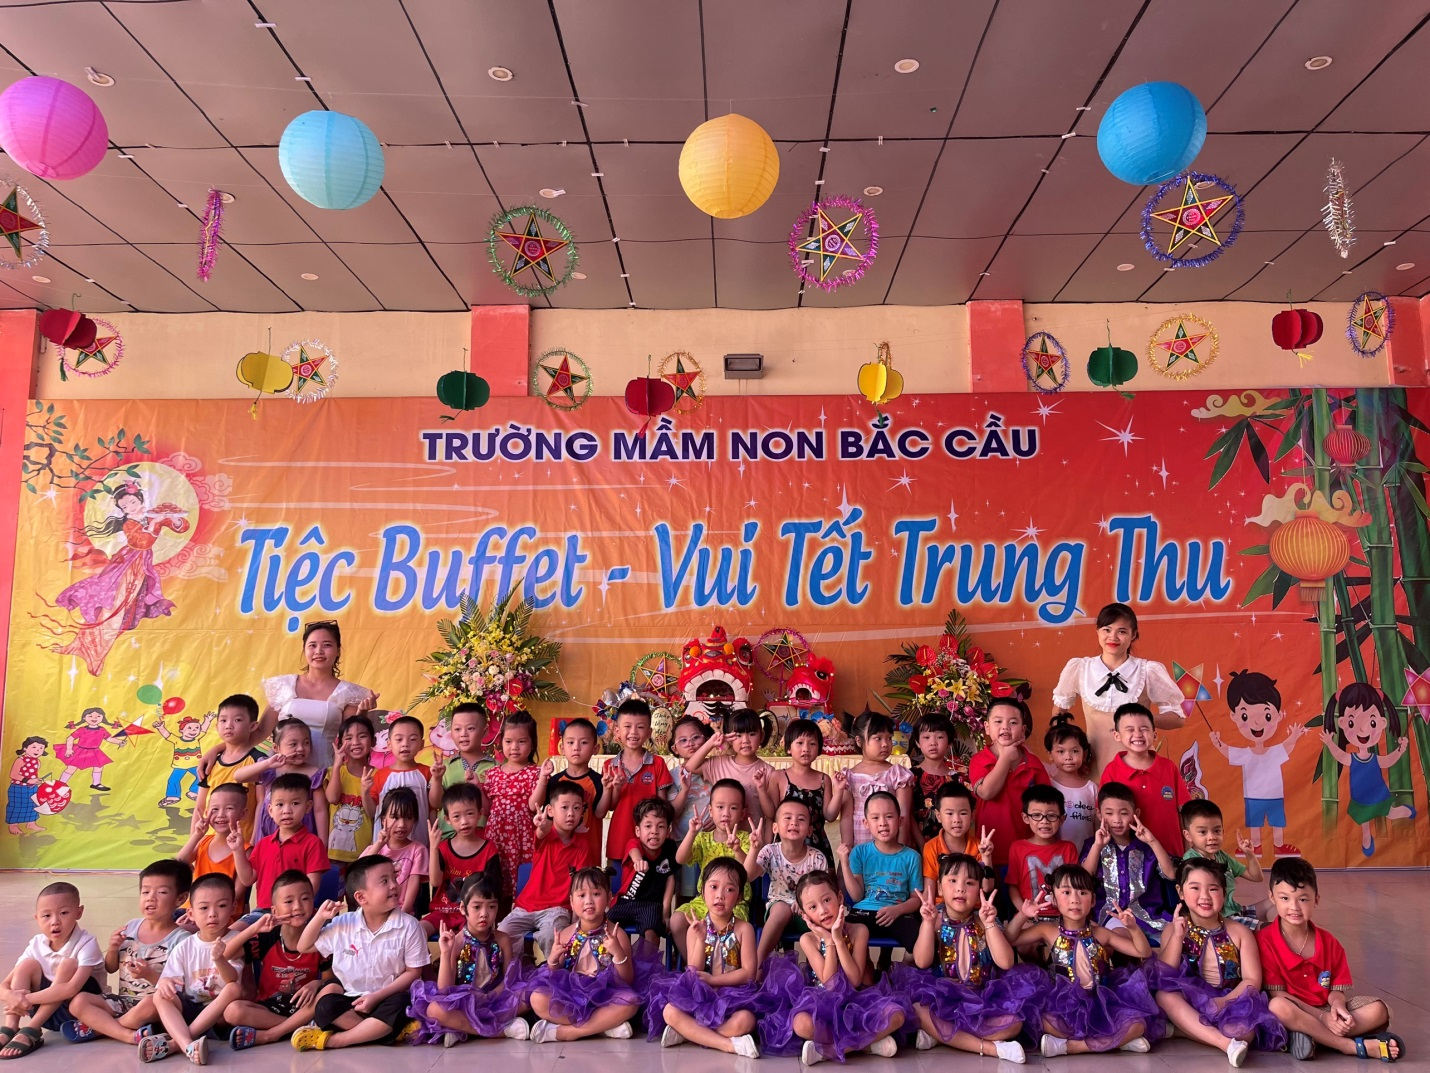 TRƯỜNG MẦM NON BẮC CẦU
Tiệc Buffet - Vui Tết Trung Thu